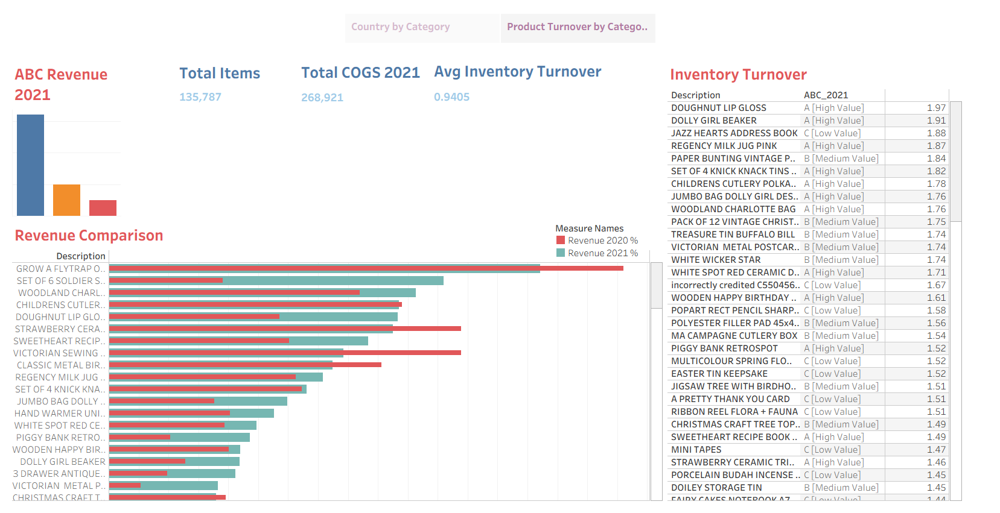 Country by Category
Product Turnover by Catego..
ABC Revenue
2021
Total Items
135,787
Total COGS 2021
268,921
Avg Inventory Turnover
0.9405
Revenue Comparison
Measure Names
Revenue 2020 %
Revenue 2021 %
Description
GROW A FLYTRAP O..
SET OF 6 SOLDIER S..
WOODLAND CHARL..
CHILDRENS CUTLER..
DOUGHNUT LIP GLO..
STRAWBERRY CERA..
SWEETHEART RECIP..
VICTORIAN SEWING ..
CLASSIC METAL BIR..
REGENCY MILK JUG ..
SET OF 4 KNICK KNA..
JUMBO BAG DOLLY ..
HAND WARMER UNI..
WHITE SPOT RED CE..
PIGGY BANK RETRO..
WOODEN HAPPY BIR..
DOLLY GIRL BEAKER
3 DRAWER ANTIQUE..
VICTORIAN  METAL P..
CHRISTMAS CRAFT T..
Inventory Turnover
Description ABC_2021
DOUGHNUT LIP GLOSS A [High Value] 1.97
DOLLY GIRL BEAKER A [High Value] 1.91
JAZZ HEARTS ADDRESS BOOK C [Low Value] 1.88
REGENCY MILK JUG PINK A [High Value] 1.87
PAPER BUNTING VINTAGE P.. B [Medium Value] 1.84
SET OF 4 KNICK KNACK TINS .. A [High Value] 1.82
CHILDRENS CUTLERY POLKA.. A [High Value] 1.78
JUMBO BAG DOLLY GIRL DES.. A [High Value] 1.76
WOODLAND CHARLOTTE BAG A [High Value] 1.76
PACK OF 12 VINTAGE CHRIST.. B [Medium Value] 1.75
TREASURE TIN BUFFALO BILL B [Medium Value] 1.74
VICTORIAN  METAL POSTCAR.. B [Medium Value] 1.74
WHITE WICKER STAR B [Medium Value] 1.74
WHITE SPOT RED CERAMIC D.. A [High Value] 1.71
incorrectly credited C550456.. C [Low Value] 1.67
WOODEN HAPPY BIRTHDAY .. A [High Value] 1.61
POPART RECT PENCIL SHARP.. C [Low Value] 1.58
POLYESTER FILLER PAD 45x4.. B [Medium Value] 1.56
MA CAMPAGNE CUTLERY BOX B [Medium Value] 1.54
PIGGY BANK RETROSPOT A [High Value] 1.52
MULTICOLOUR SPRING FLO.. C [Low Value] 1.52
EASTER TIN KEEPSAKE C [Low Value] 1.52
JIGSAW TREE WITH BIRDHO.. B [Medium Value] 1.51
A PRETTY THANK YOU CARD C [Low Value] 1.51
RIBBON REEL FLORA + FAUNA C [Low Value] 1.51
CHRISTMAS CRAFT TREE TOP.. B [Medium Value] 1.49
SWEETHEART RECIPE BOOK .. A [High Value] 1.49
MINI TAPES C [Low Value] 1.47
STRAWBERRY CERAMIC TRI.. A [High Value] 1.46
PORCELAIN BUDAH INCENSE .. C [Low Value] 1.45
DOILEY STORAGE TIN B [Medium Value] 1.45
FAIRY CAKES NOTEBOOK A7 C [Low Value] 1.44